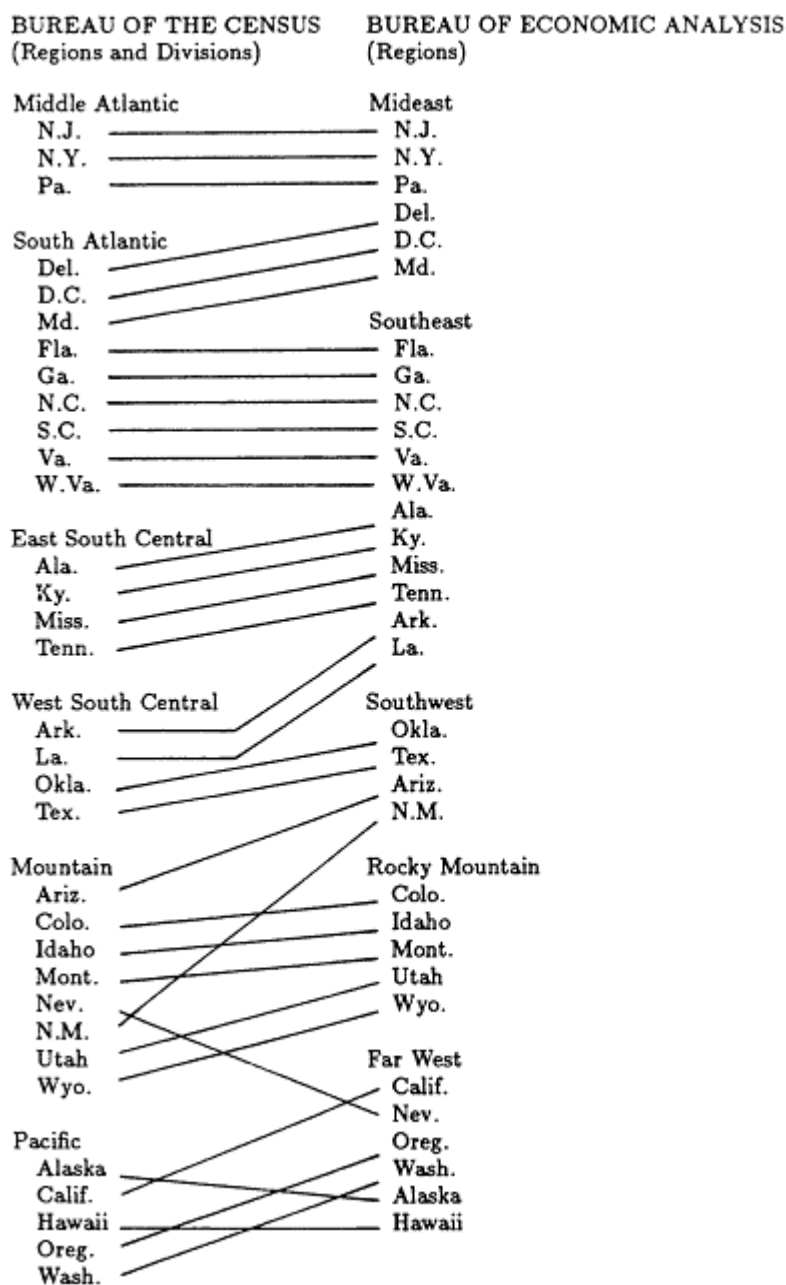 BUREAU OF THE CENSUS
(Regions and Divisions)
Middle Atlantic
N.J.
N.Y.
Pa.
South Atlantic
Del.
D.C.
Md.
Fla.
Ga.
N.C.
S.C.
Va.
W.Va.
East South Central
Ala.
Ky.
Miss.
Tenn.
West South Central
Ark.
La.
Okla.
Tex.
Mountain
Ariz.
Colo.
Idaho
Mont.
Nev.
N.M.
Utah
Wyo.
Pacific
Alaska
Calif.
Hawaii
Oreg.
Wash.
BUREAU OF ECONOMIC ANALYSIS
(Regions)
Mideast
N.J.
N.Y.
Pa.
Del.
D.C.
Md.
Southeast
Fla.
Ga.
N.C.
S.C.
Va.
W.Va.
Ala.
Ky.
Miss.
Tenn.
Ark.
La.
Southwest
Okla.
Tex.
Ariz.
N.M.
Rocky Mountain
Colo.
Idaho
Mont.
Utah
Wyo.
Far West
Calif.
Nev.
Oreg.
Wash.
Alaska
Hawaii